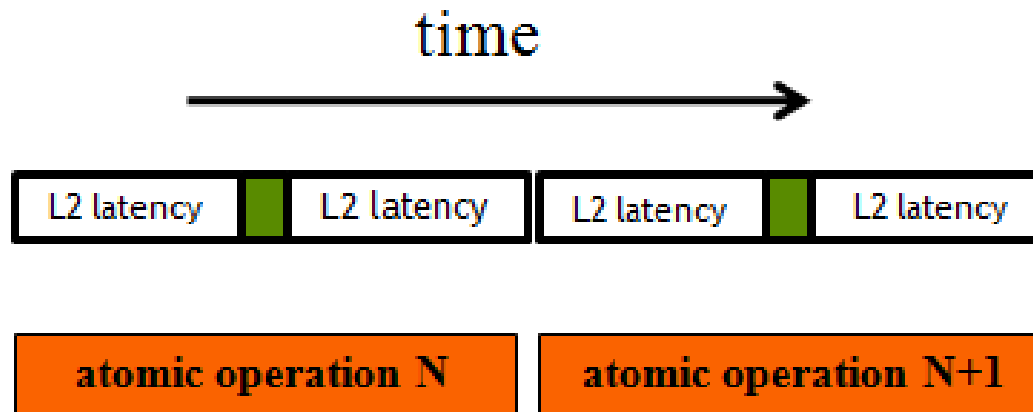 time
L2 latency L2 latency L2 latency L2 latency
atomic operation N atomic operation N+1